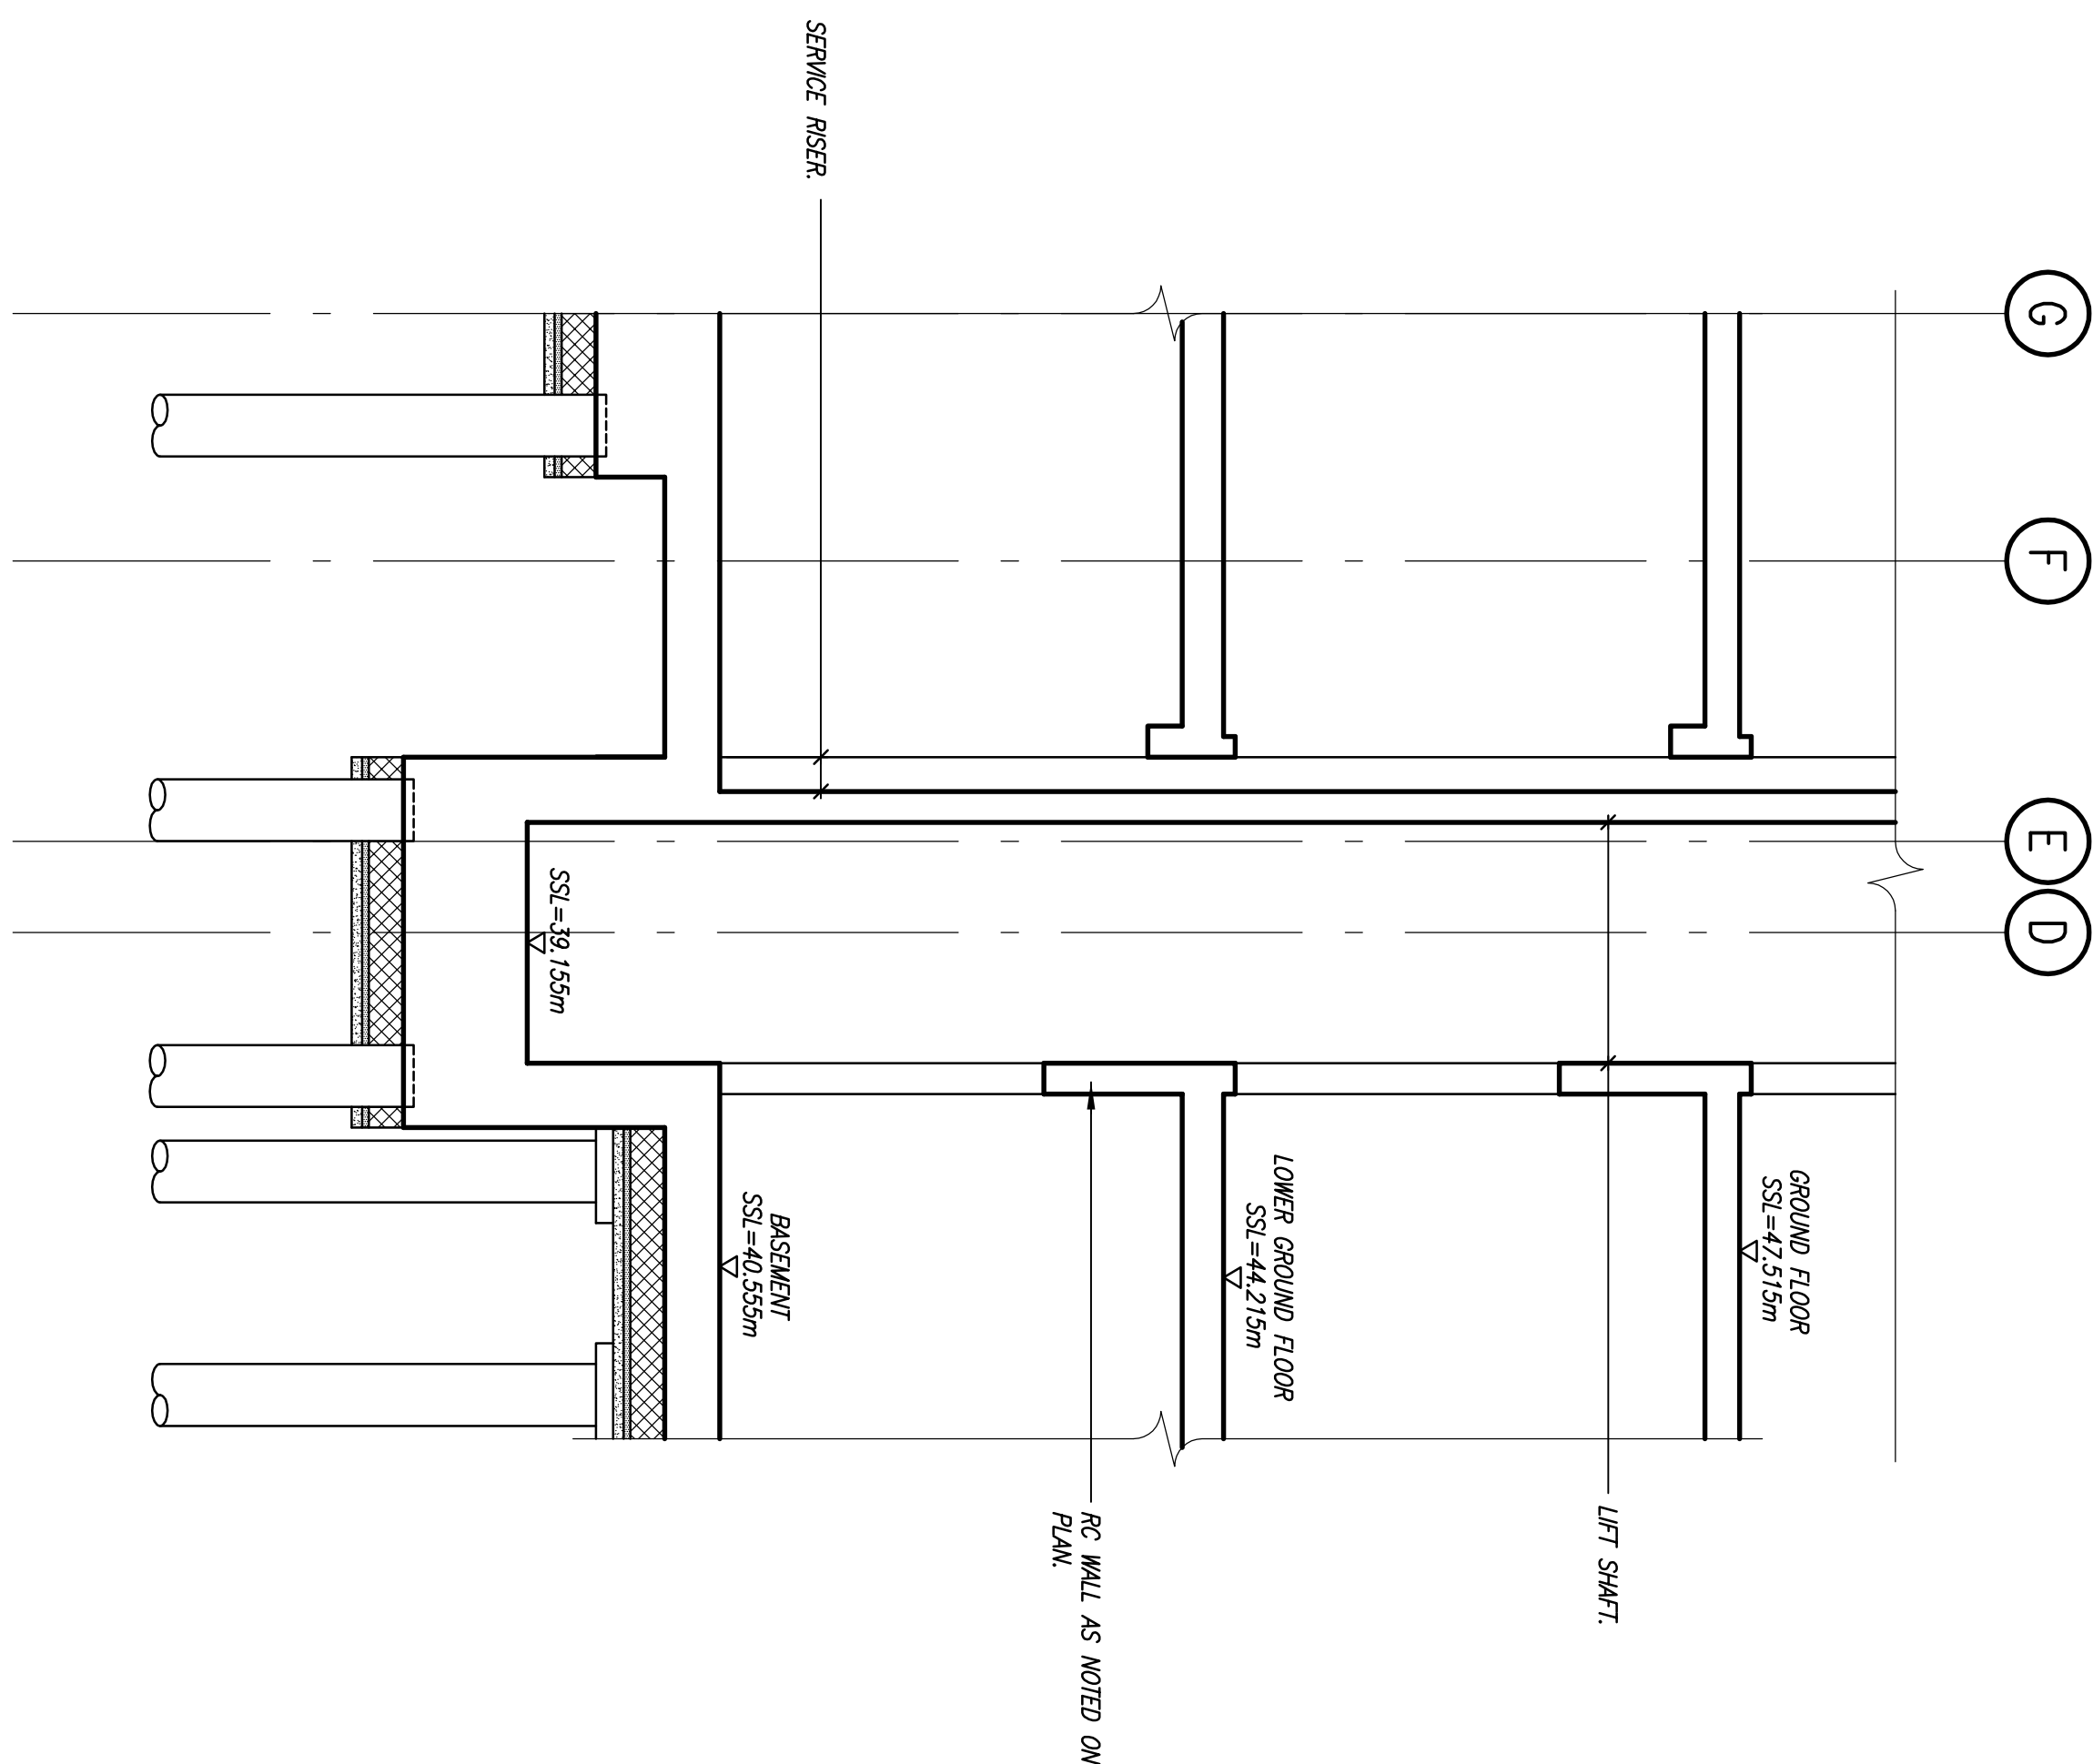 G
F
E
D
SERVICE RISER.
GROUND FLOOR
SSL=47.515m
LIFT SHAFT.
LOWER GROUND FLOOR
SSL=44.215m
RC WALL AS NOTED ON
PLAN.
BASEMENT
SSL=40.555m
SSL=39.155m